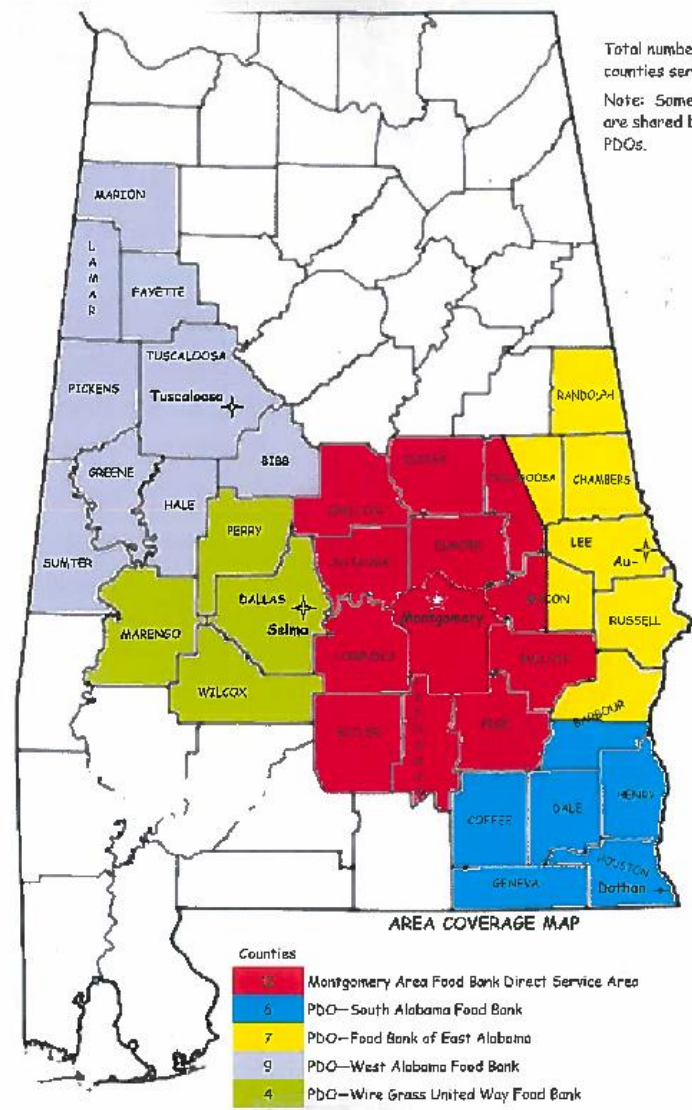 Total numbe
counties ser
Note: Some
are shared b
PDOs.
MARION
L
A
M
A
R
FAYETTE
TUSCALOOSA
PICKENS
Tuscaloosa
RANDOLPH
BIBB
GREENE
CHAMBERS
HALE
PERRY
LEE
SUMTER
Au-
DALLAS
Selma
MACON
MARENGO
Montgomery
RUSSELL
WILCOX
BARBOUR
PIKE
COFFEE
DALE
HENRY
HOUSTON
GENEVA
Dothan
AREA COVERAGE MAP
Counties
12 Montgomery Area Food Bank Direct Service Area
6 PDO—South Alabama Food Bank
7 PDO—Food Bank of East Alabama
9 PDO—West Alabama Food Bank
4 PDO—Wire Grass United Way Food Bank